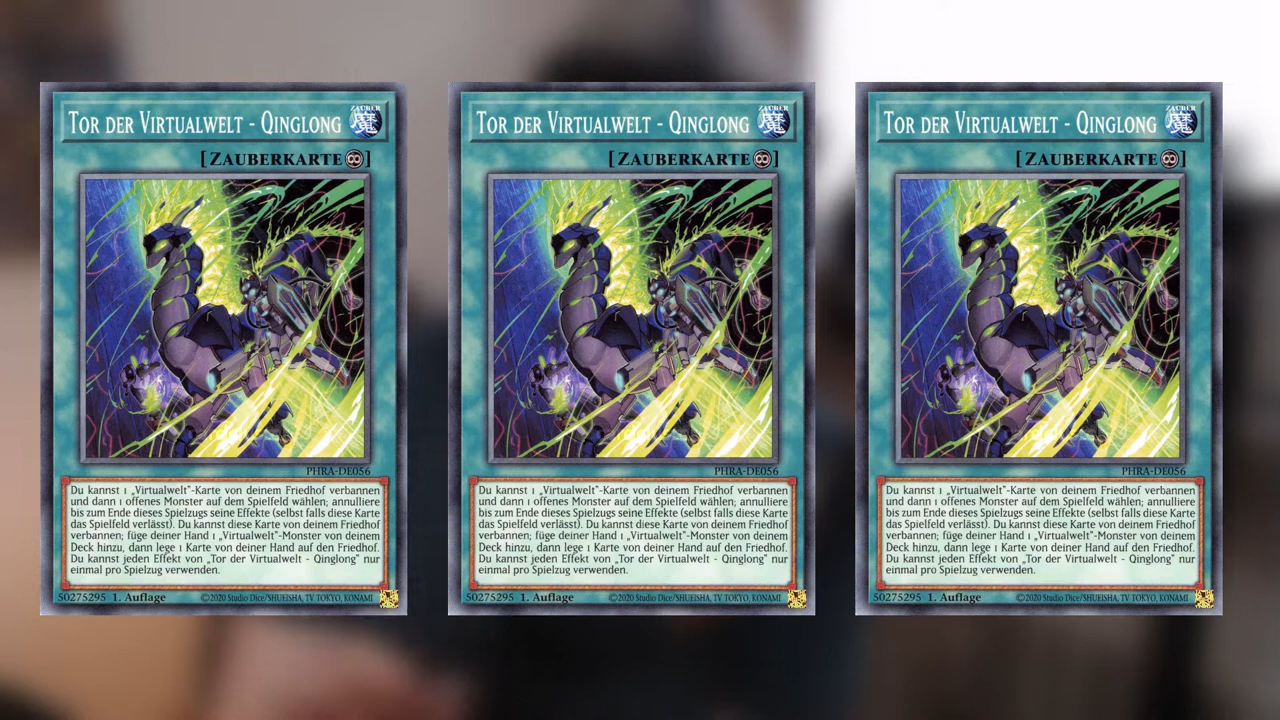 Tor der Virtualwelt - Qinglong
ZAUBER
魔
[Zauberkarte]
PHRA-DE056
Du kannst 1 „Virtualwelt"-Karte von deinem Friedhof verbannen
und dann 1 offenes Monster auf dem Spielfeld wählen; annulliere
bis zum Ende dieses Spielzugs seine Effekte (selbst falls diese Karte
das Spielfeld verlässt). Du kannst diese Karte von deinem Friedhof
verbannen; füge deiner Hand 1 „Virtualwelt"-Monster von deinem
Deck hinzu, dann lege 1 Karte von deiner Hand auf den Friedhof.
Du kannst jeden Effekt von „Tor der Virtualwelt - Qinglong" nur
einmal pro Spielzug verwenden.
50275295 1. Auflage ©2020 Studio Dice/SHUEISHA, TV TOKYO, KONAMI
Tor der Virtualwelt - Qinglong
ZAUBER
魔
[Zauberkarte]
PHRA-DE056
Du kannst 1 „Virtualwelt"-Karte von deinem Friedhof verbannen
und dann 1 offenes Monster auf dem Spielfeld wählen; annulliere
bis zum Ende dieses Spielzugs seine Effekte (selbst falls diese Karte
das Spielfeld verlässt). Du kannst diese Karte von deinem Friedhof
verbannen; füge deiner Hand 1 „Virtualwelt"-Monster von deinem
Deck hinzu, dann lege 1 Karte von deiner Hand auf den Friedhof.
Du kannst jeden Effekt von „Tor der Virtualwelt - Qinglong" nur
einmal pro Spielzug verwenden.
50275295 1. Auflage ©2020 Studio Dice/SHUEISHA, TV TOKYO, KONAMI
Tor der Virtualwelt - Qinglong
ZAUBER
魔
[Zauberkarte]
PHRA-DE056
Du kannst 1 „Virtualwelt"-Karte von deinem Friedhof verbannen
und dann 1 offenes Monster auf dem Spielfeld wählen; annulliere
bis zum Ende dieses Spielzugs seine Effekte (selbst falls diese Karte
das Spielfeld verlässt). Du kannst diese Karte von deinem Friedhof
verbannen; füge deiner Hand 1 „Virtualwelt"-Monster von deinem
Deck hinzu, dann lege 1 Karte von deiner Hand auf den Friedhof.
Du kannst jeden Effekt von „Tor der Virtualwelt - Qinglong" nur
einmal pro Spielzug verwenden.
50275295 1. Auflage ©2020 Studio Dice/SHUEISHA, TV TOKYO, KONAMI